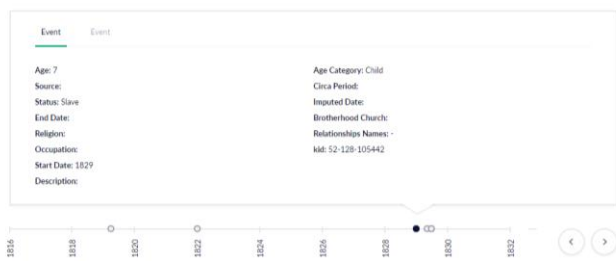 Event Event
Age: 7
Source:
Status: Slave
End Date:
Religion:
Occupation:
Start Date: 1829
Description:
Age Category: Child
Circa Period:
Imputed Date:
Brotherhood Church:
Relationships Names: -
kid: 52-128-105442
1816 1818 1820 1822 1824 1826 1828 1830 1832